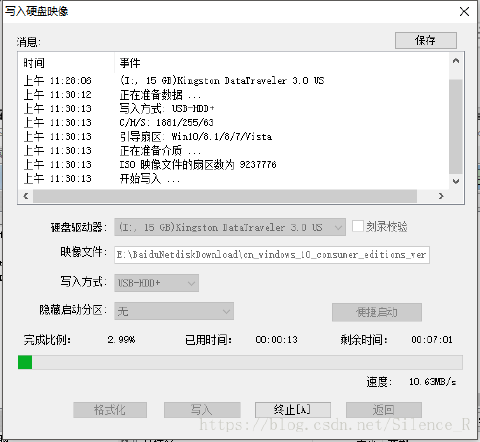 写入硬盘映像
消息:
保存
时间 事件
上午 11:28:06 (I:, 15 GB)Kingston DataTraveler 3.0 US
上午 11:30:12 正在准备数据 ...
上午 11:30:13 写入方式: USB-HDD+
上午 11:30:13 C/H/S: 1881/255/63
上午 11:30:13 引导扇区: Win10/8.1/8/7/Vista
上午 11:30:13 正在准备介质 ...
上午 11:30:13 ISO 映像文件的扇区数为 9237776
上午 11:30:13 开始写入 ...
硬盘驱动器: (I:, 15 GB)Kingston DataTraveler 3.0 US 刻录校验
映像文件: E:\BaiduNetdiskDownload\cn_windows_10_consumer_editions_ver
写入方式: USB-HDD+
隐藏启动分区: 无 便捷启动
完成比例: 2.99% 已用时间: 00:00:13 剩余时间: 00:07:01
速度: 10.63MB/s
格式化 写入 终止[A] 返回
https://blog.csdn.net/Silence_R